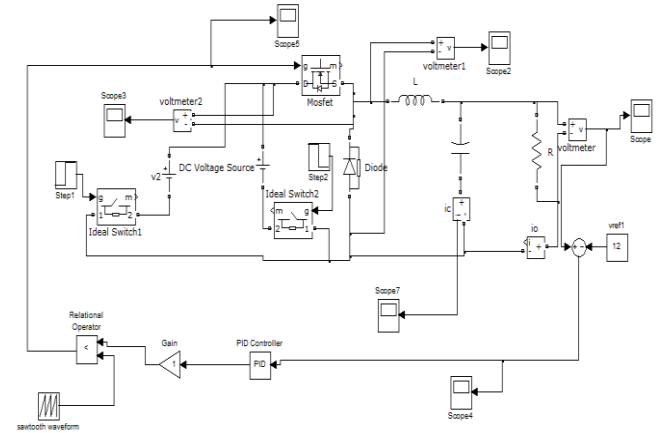 Scope5
g
m
D
S
Mosfet
+
-
v
voltmeter1
Scope2
Scope3
voltmeter2
v
+
-
L
+
-
v
voltmeter
Scope
R
v2
+
DC Voltage Source
+
Step2
Diode
Step1
g
m
1
2
Ideal Switch1
Ideal Switch2
m
g
2
1
ic
+
i
-
io
i
-
+
+
-
vref1
12
Scope7
Relational
Operator
<
Gain
1
PID Controller
PID
Scope4
sawtooth waveform